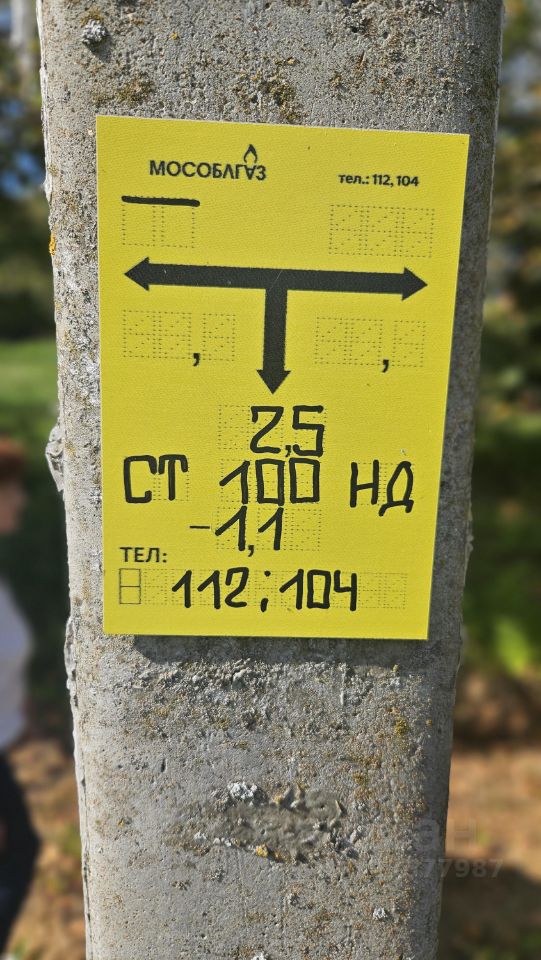 МОСОБЛГАЗ
тел.: 112, 104
, ,
2,5
СТ 100 НД
-1,1
ТЕЛ:
112; 104